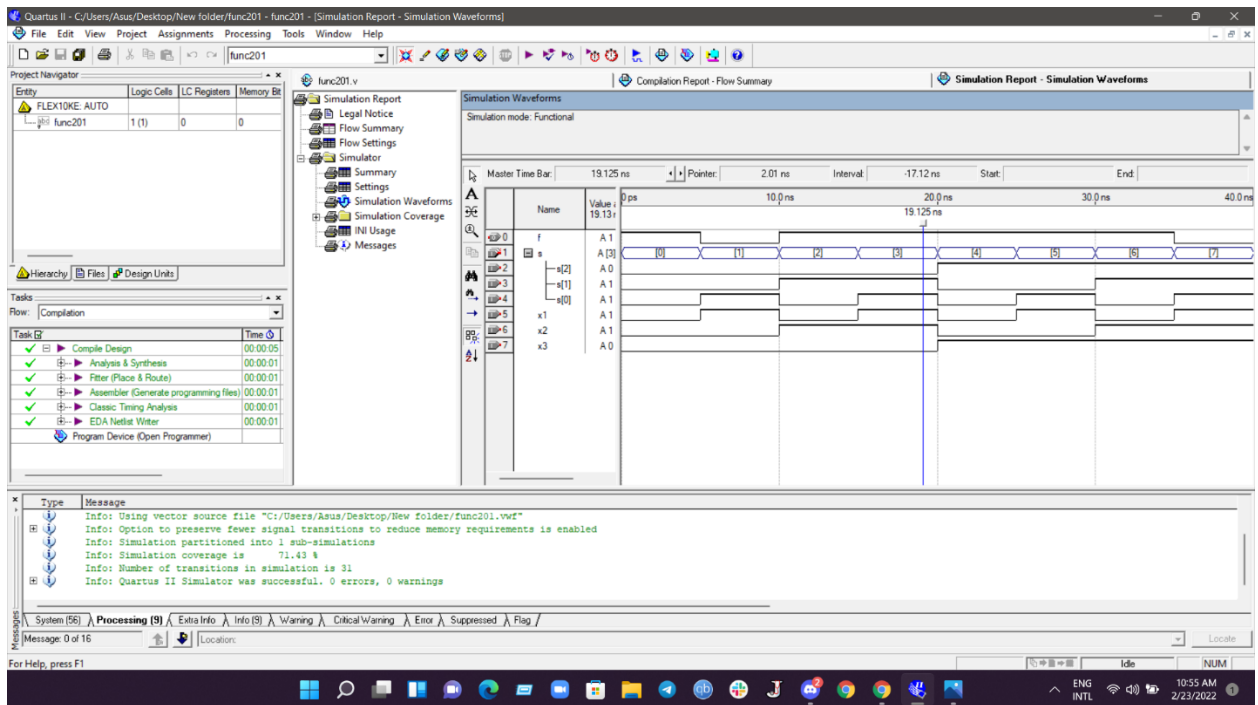 Quartus II - C:/Users/Asus/Desktop/New folder/func201 - func201 - [Simulation Report - Simulation Waveforms]
File Edit View Project Assignments Processing Tools Window Help
func201
Project Navigator
Entity Logic Cells LC Registers Memory Bit
FLEX10KE: AUTO
func201 1 (1) 0 0
Hierarchy Files Design Units
Tasks
Flow: Compilation
Task Time
Compile Design 00:00:05
Analysis & Synthesis 00:00:01
Fitter (Place & Route) 00:00:01
Assembler (Generate programming files) 00:00:01
Classic Timing Analysis 00:00:01
EDA Netlist Writer 00:00:01
Program Device (Open Programmer)
func201.v Compilation Report - Flow Summary Simulation Report - Simulation Waveforms
Simulation Report
Legal Notice
Flow Summary
Flow Settings
Simulator
Summary
Settings
Simulation Waveforms
Simulation Coverage
INI Usage
Messages
Simulation Waveforms
Simulation mode: Functional
Master Time Bar: 19.125 ns Pointer: 2.01 ns Interval: -17.12 ns Start: End:
Name Value 19.13 0 ps 10.0 ns 20.0 ns 30.0 ns 40.0 ns
19.125 ns
0 f A 1
1 s A [3] [0] [1] [2] [3] [4] [5] [6] [7]
2 s[2] A 0
3 s[1] A 1
4 s[0] A 1
5 x1 A 1
6 x2 A 1
7 x3 A 0
Type Message
Info: Using vector source file "C:/Users/Asus/Desktop/New folder/func201.vwf"
Info: Option to preserve fewer signal transitions to reduce memory requirements is enabled
Info: Simulation partitioned into 1 sub-simulations
Info: Simulation coverage is 71.43 %
Info: Number of transitions in simulation is 31
Info: Quartus II Simulator was successful. 0 errors, 0 warnings
Messages
System (56) Processing (9) Extra Info Info (9) Warning Critical Warning Error Suppressed Flag
Message: 0 of 16 Location: Locate
For Help, press F1 Idle NUM
ENG
INTL
10:55 AM
2/23/2022